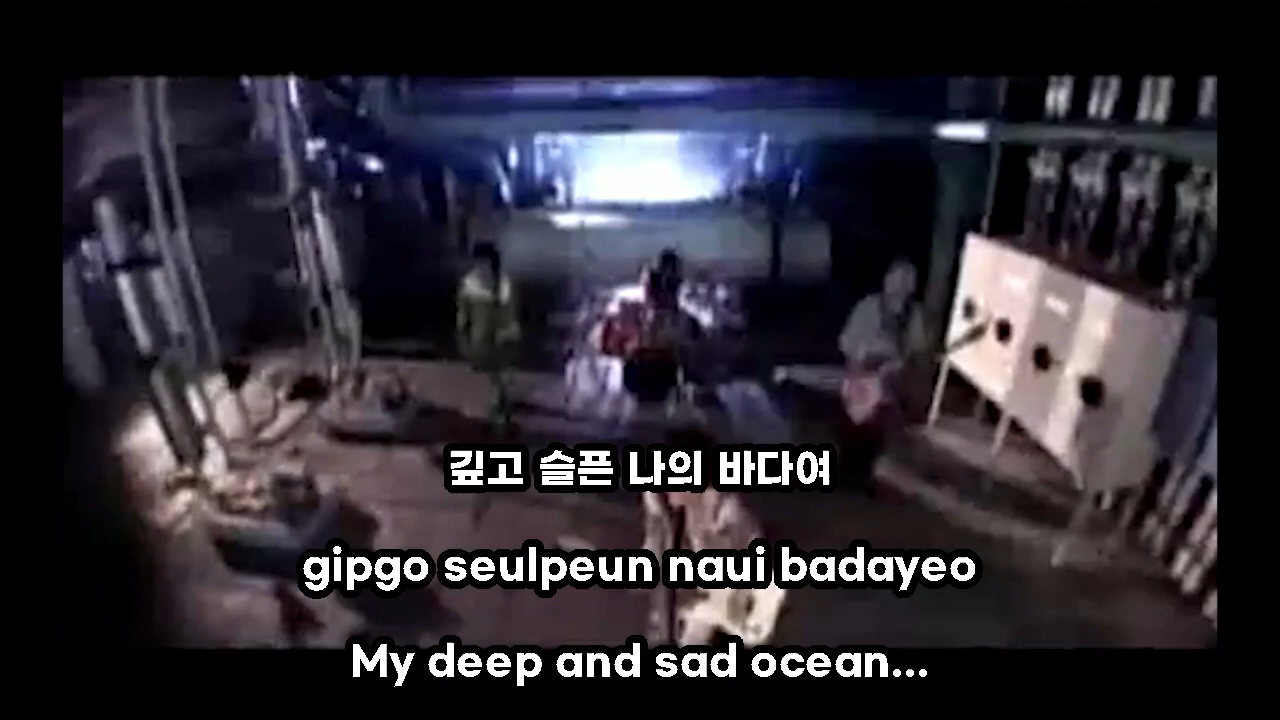 깊고 슬픈 나의 바다여
gipgo seulpeun naui badayeo
My deep and sad ocean...